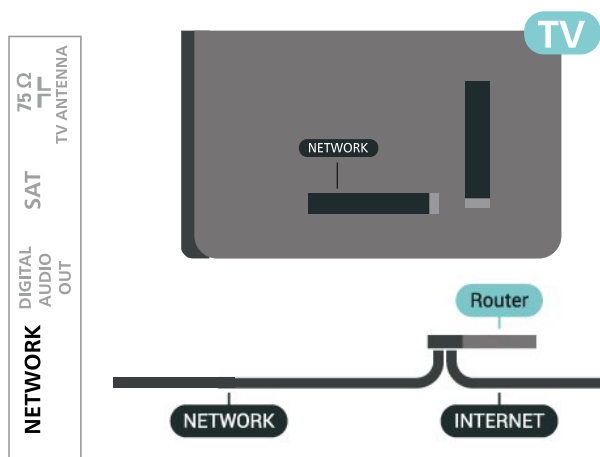 TV
75 Ω
TV ANTENNA
SAT
DIGITAL
AUDIO
OUT
NETWORK
NETWORK
Router
NETWORK
INTERNET